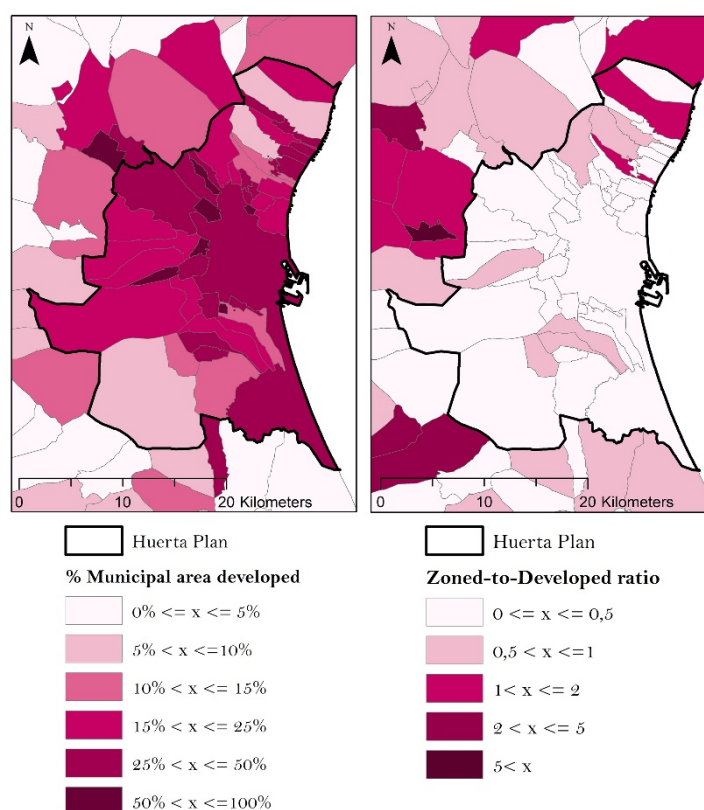 N
0 10 20 Kilometers
Huerta Plan
% Municipal area developed
0% <= x <= 5%
5% < x <=10%
10% < x <= 15%
15% < x <= 25%
25% < x <= 50%
50% < x <=100%
N
0 10 20 Kilometers
Huerta Plan
Zoned-to-Developed ratio
0 <= x <= 0,5
0,5 < x <=1
1< x <= 2
2 < x <= 5
5< x